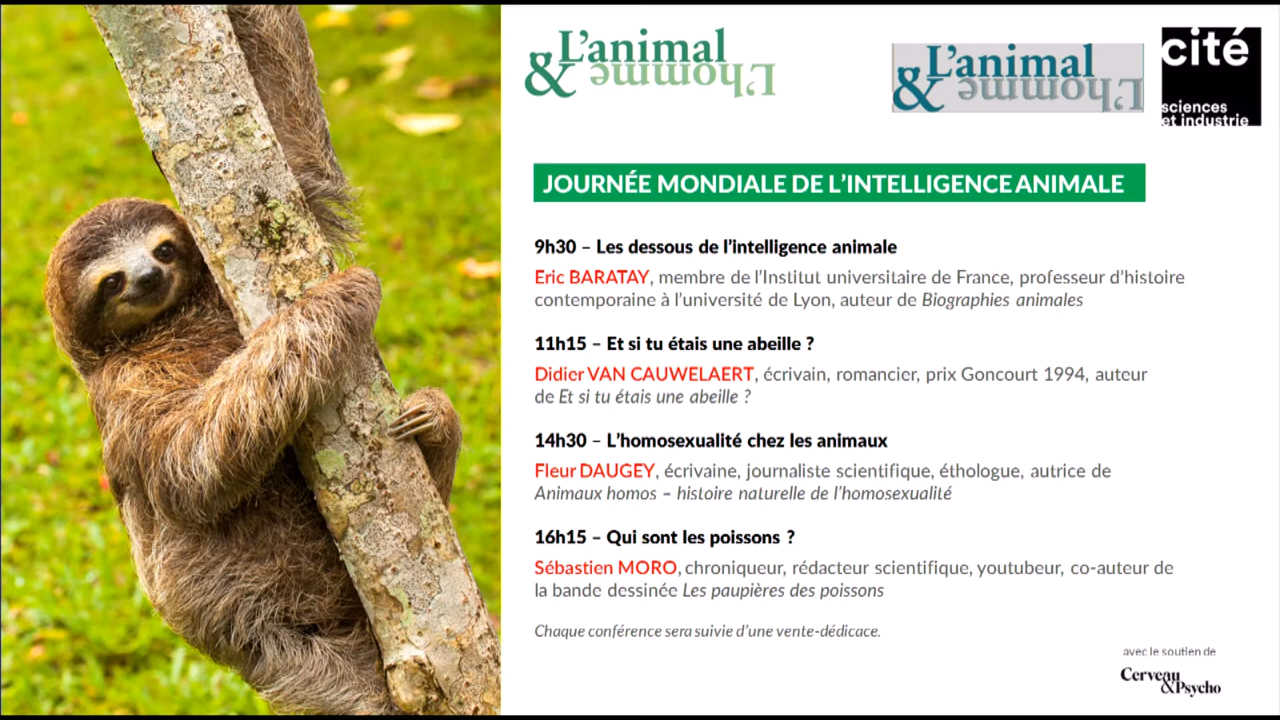 L'animal
& L'homme
L'animal
& L'homme
cité
sciences
et industrie
JOURNÉE MONDIALE DE L'INTELLIGENCE ANIMALE
9h30 – Les dessous de l'intelligence animale
Eric BARATAY, membre de l'Institut universitaire de France, professeur d'histoire
contemporaine à l'université de Lyon, auteur de Biographies animales
11h15 – Et si tu étais une abeille ?
Didier VAN CAUWELAERT, écrivain, romancier, prix Goncourt 1994, auteur
de Et si tu étais une abeille ?
14h30 – L'homosexualité chez les animaux
Fleur DAUGEY, écrivaine, journaliste scientifique, éthologue, autrice de
Animaux homos – histoire naturelle de l'homosexualité
16h15 – Qui sont les poissons ?
Sébastien MORO, chroniqueur, rédacteur scientifique, youtubeur, co-auteur de
la bande dessinée Les paupières des poissons
Chaque conférence sera suivie d'une vente-dédicace.
avec le soutien de
Cerveau
&Psycho